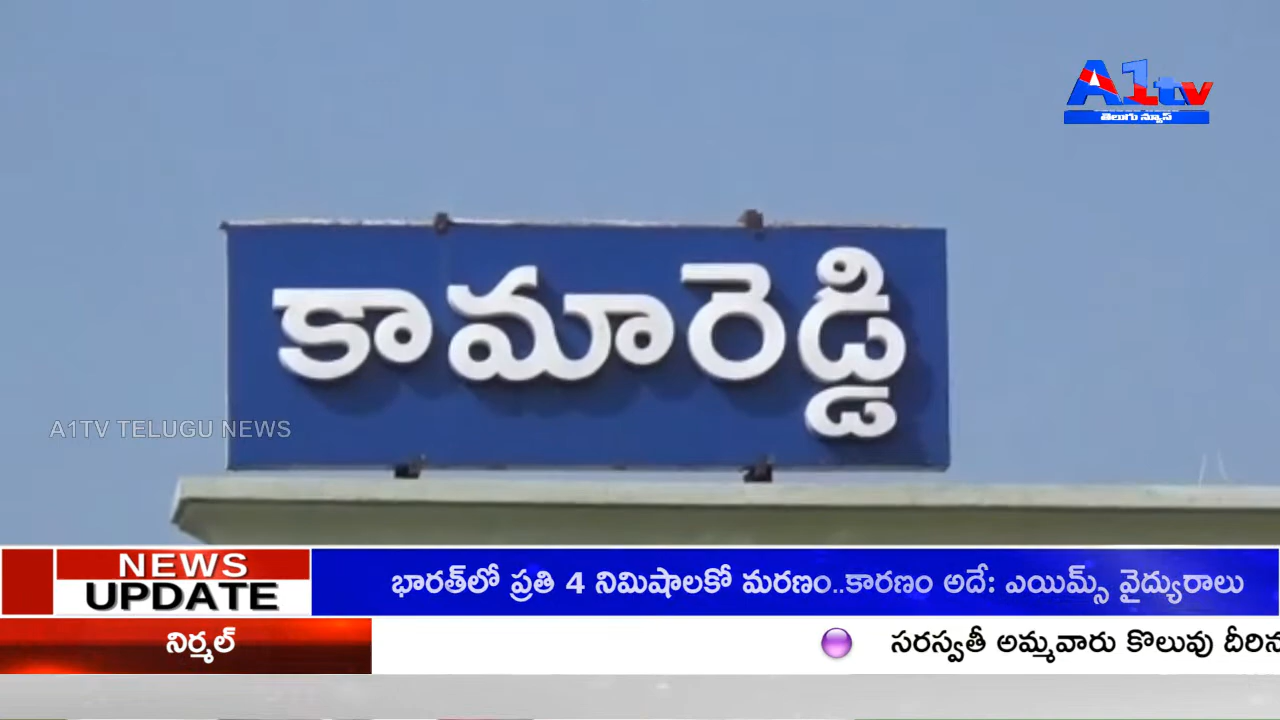 A1tv
తెలుగు న్యూస్
కామారెడ్డి
A1TV TELUGU NEWS
NEWS
UPDATE
భారత్‌లో ప్రతి 4 నిమిషాలకో మరణం..కారణం అదే: ఎయిమ్స్ వైద్యురాలు
నిర్మల్
సరస్వతీ అమ్మవారు కొలువు దీరిన